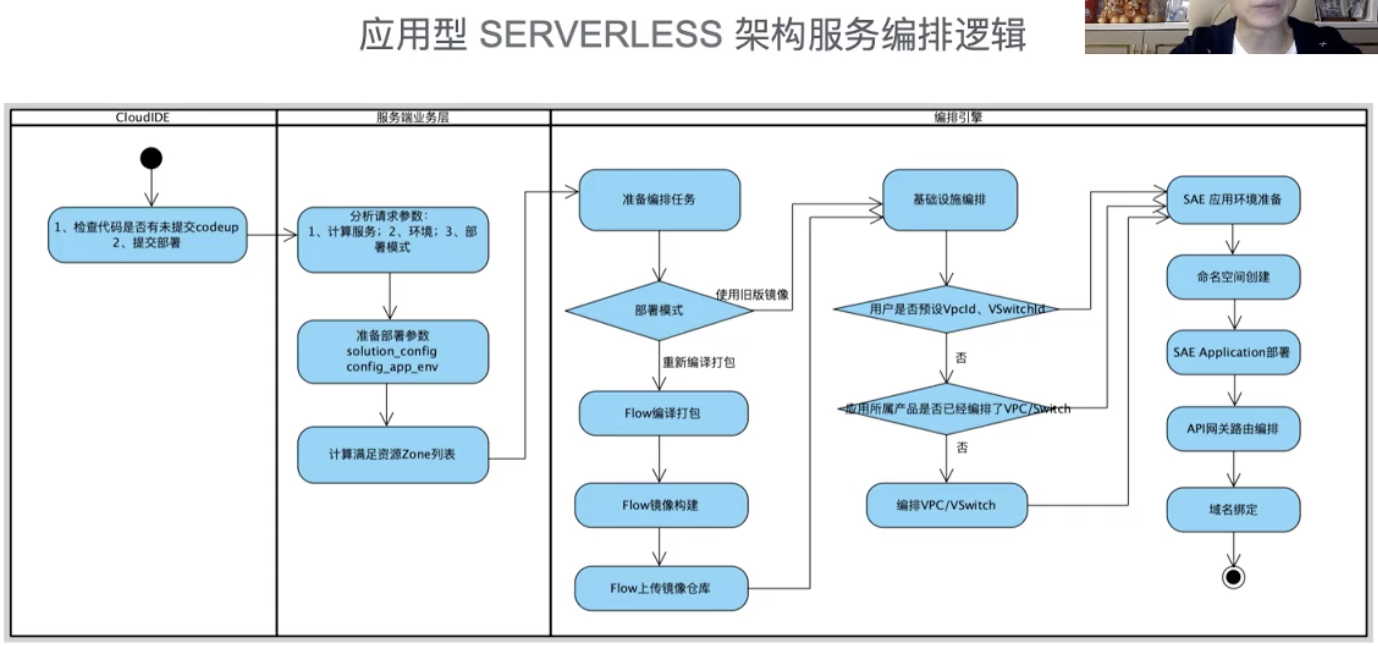 应用型 SERVERLESS 架构服务编排逻辑
CloudIDE
服务端业务层
编排引擎
1、检查代码是否有未提交codeup
2、提交部署
分析请求参数：
1、计算服务；2、环境；3、部
署模式
准备部署参数
solution_config
config_app_env
计算满足资源Zone列表
准备编排任务
部署模式
使用旧版镜像
重新编译打包
Flow编译打包
Flow镜像构建
Flow上传镜像仓库
基础设施编排
用户是否预设VpcId、VSwitchId
否
应用所属产品是否已经编排了VPC/Switch
否
编排VPC/VSwitch
SAE 应用环境准备
命名空间创建
SAE Application部署
API网关路由编排
域名绑定